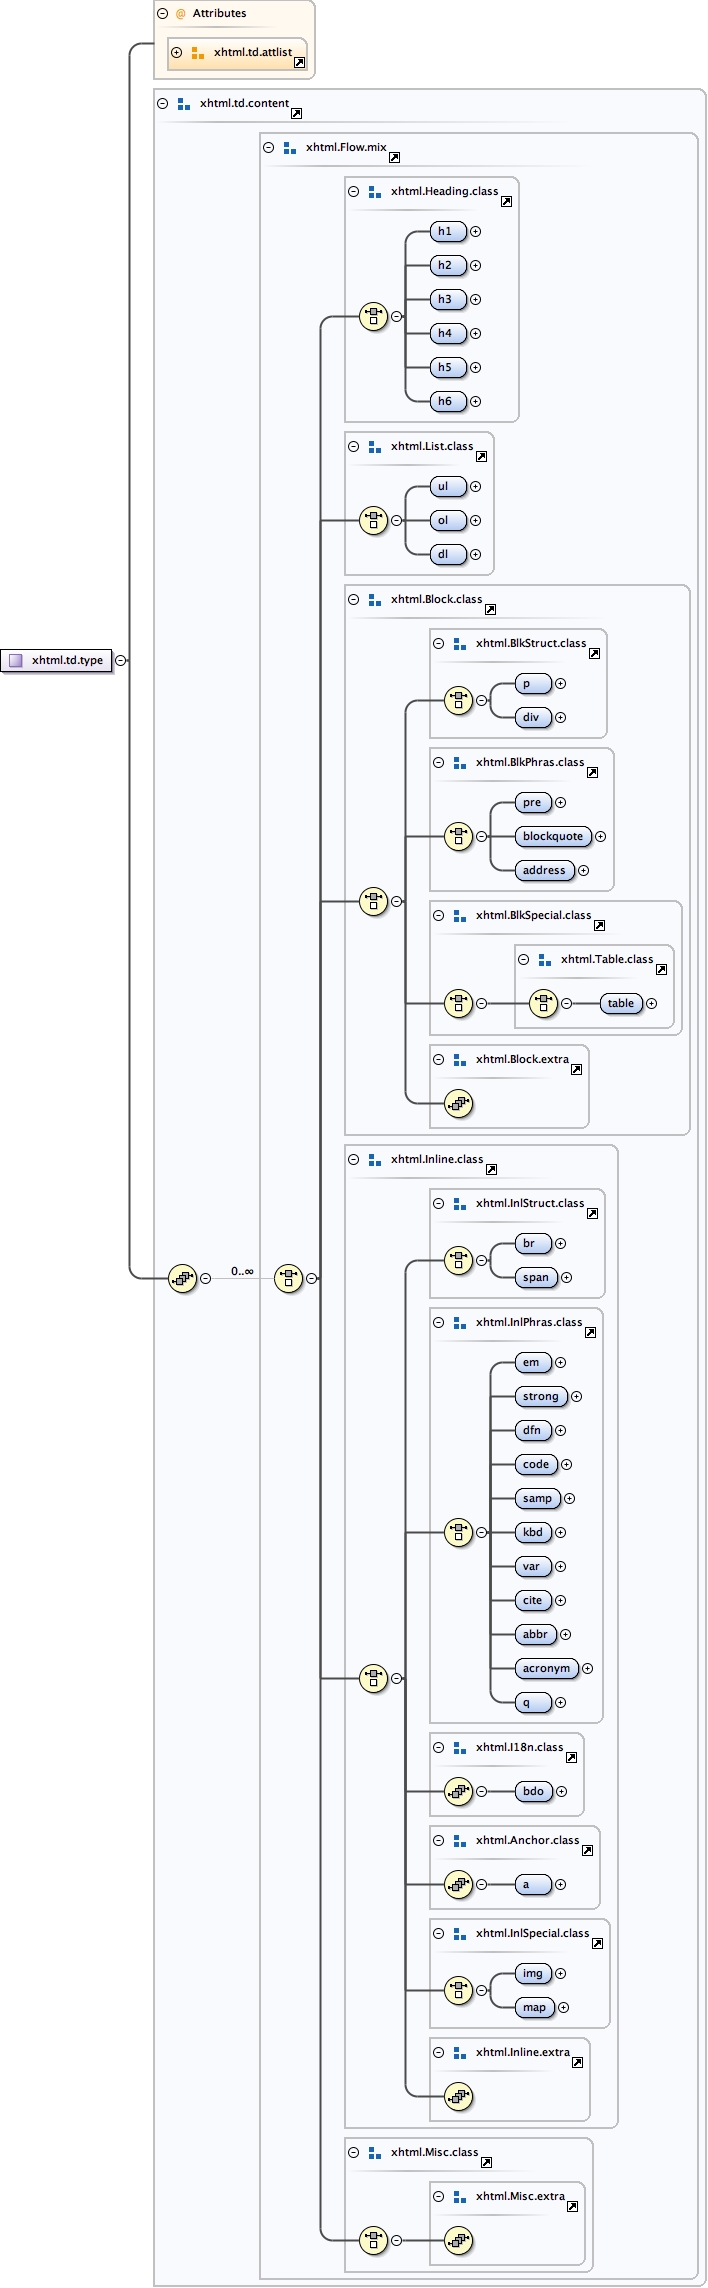 @ Attributes
xhtml.td.attlist
xhtml.td.content
xhtml.Flow.mix
xhtml.Heading.class
h1
h2
h3
h4
h5
h6
xhtml.List.class
ul
ol
dl
xhtml.Block.class
xhtml.BlkStruct.class
xhtml.td.type
p
div
xhtml.BlkPhras.class
pre
blockquote
address
xhtml.BlkSpecial.class
xhtml.Table.class
table
xhtml.Block.extra
xhtml.Inline.class
xhtml.InlStruct.class
br
0..∞
span
xhtml.InlPhras.class
em
strong
dfn
code
samp
kbd
var
cite
abbr
acronym
q
xhtml.I18n.class
bdo
xhtml.Anchor.class
a
xhtml.InlSpecial.class
img
map
xhtml.Inline.extra
xhtml.Misc.class
xhtml.Misc.extra